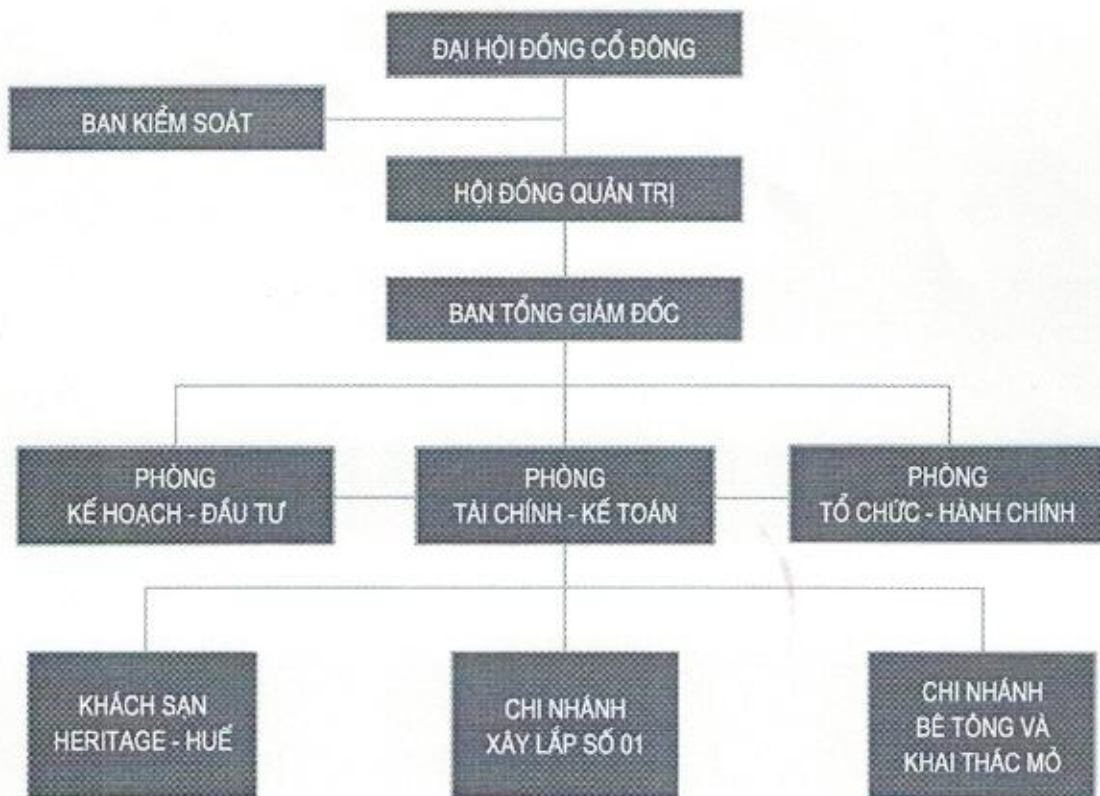 ĐẠI HỘI ĐỒNG CỔ ĐÔNG
BAN KIỂM SOÁT
HỘI ĐỒNG QUẢN TRỊ
BAN TỔNG GIÁM ĐỐC
PHÒNG
KẾ HOẠCH - ĐẦU TƯ
PHÒNG
TÀI CHÍNH - KẾ TOÁN
PHÒNG
TỔ CHỨC - HÀNH CHÍNH
KHÁCH SẠN
HERITAGE - HUẾ
CHI NHÁNH
XÂY LẮP SỐ 01
CHI NHÁNH
BÊ TÔNG VÀ
KHAI THÁC MỎ